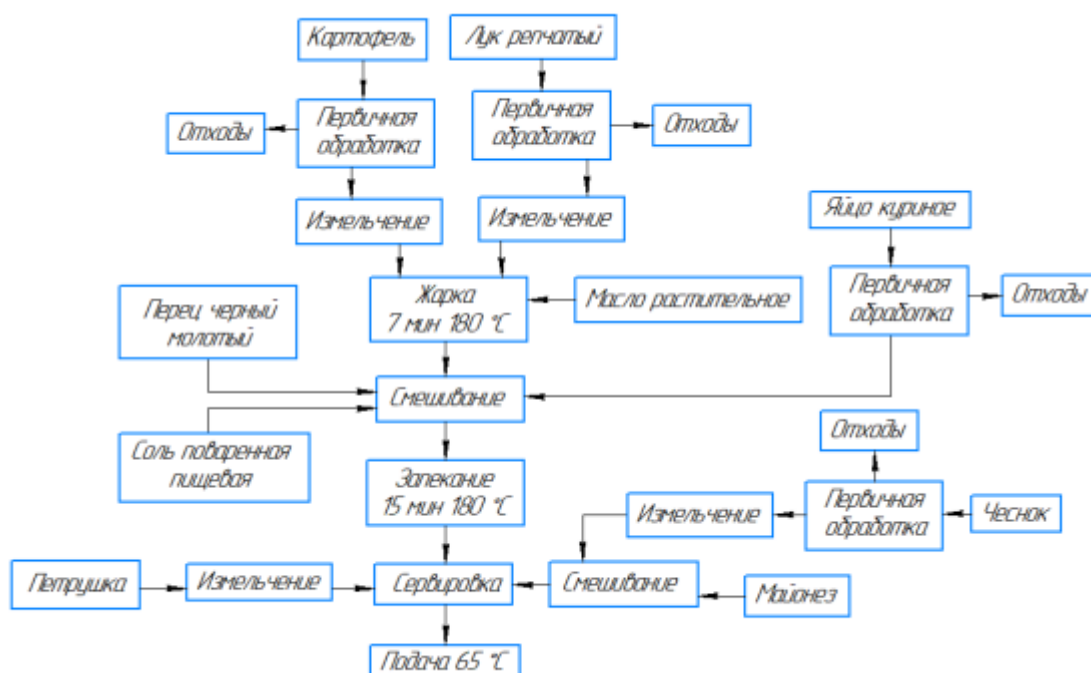 Картофель
Лук репчатый
Отходы
Первичная
обработка
Первичная
обработка
Отходы
Измельчение
Измельчение
Яйцо куриное
Перец черный
молотый
Жарка
7 мин 180 °С
Масло растительное
Первичная
обработка
Отходы
Смешивание
Соль поваренная
пищевая
Запекание
15 мин 180 °С
Отходы
Измельчение
Первичная
обработка
Чеснок
Петрушка
Измельчение
Сервировка
Смешивание
Майонез
Подача 65 °С